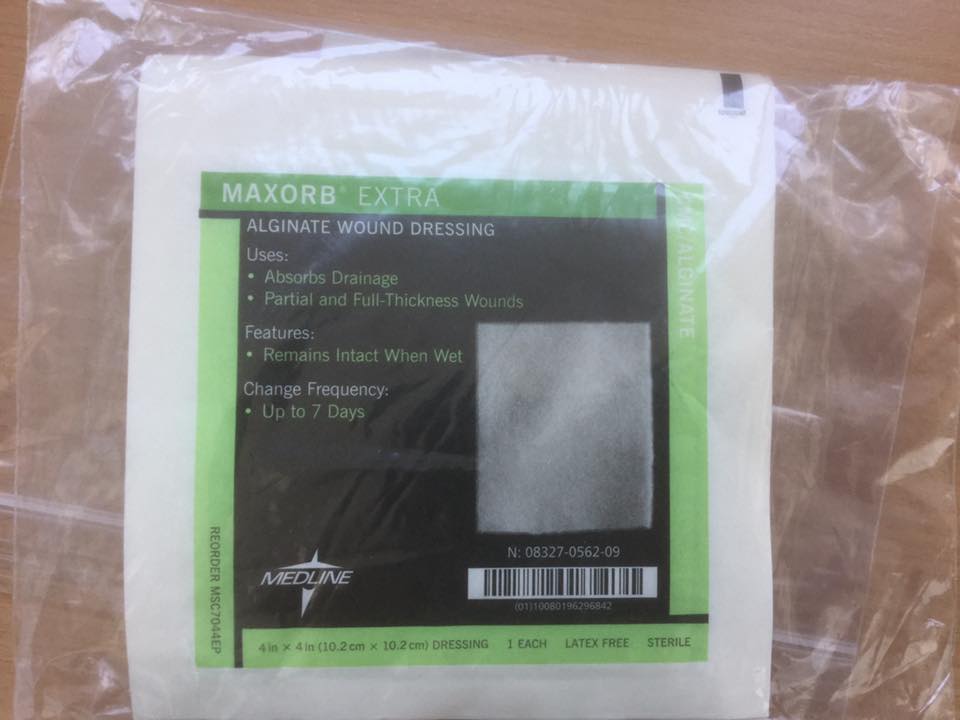 MAXORB® EXTRA
ALGINATE WOUND DRESSING
Uses:
• Absorbs Drainage
• Partial and Full-Thickness Wounds
Features:
• Remains Intact When Wet
Change Frequency:
• Up to 7 Days
ALGINATE
REORDER MSC7044EP
MEDLINE
N: 08327-0562-09
(01)10080196296842
4 in × 4 in (10.2 cm × 10.2 cm) DRESSING 1 EACH LATEX FREE STERILE